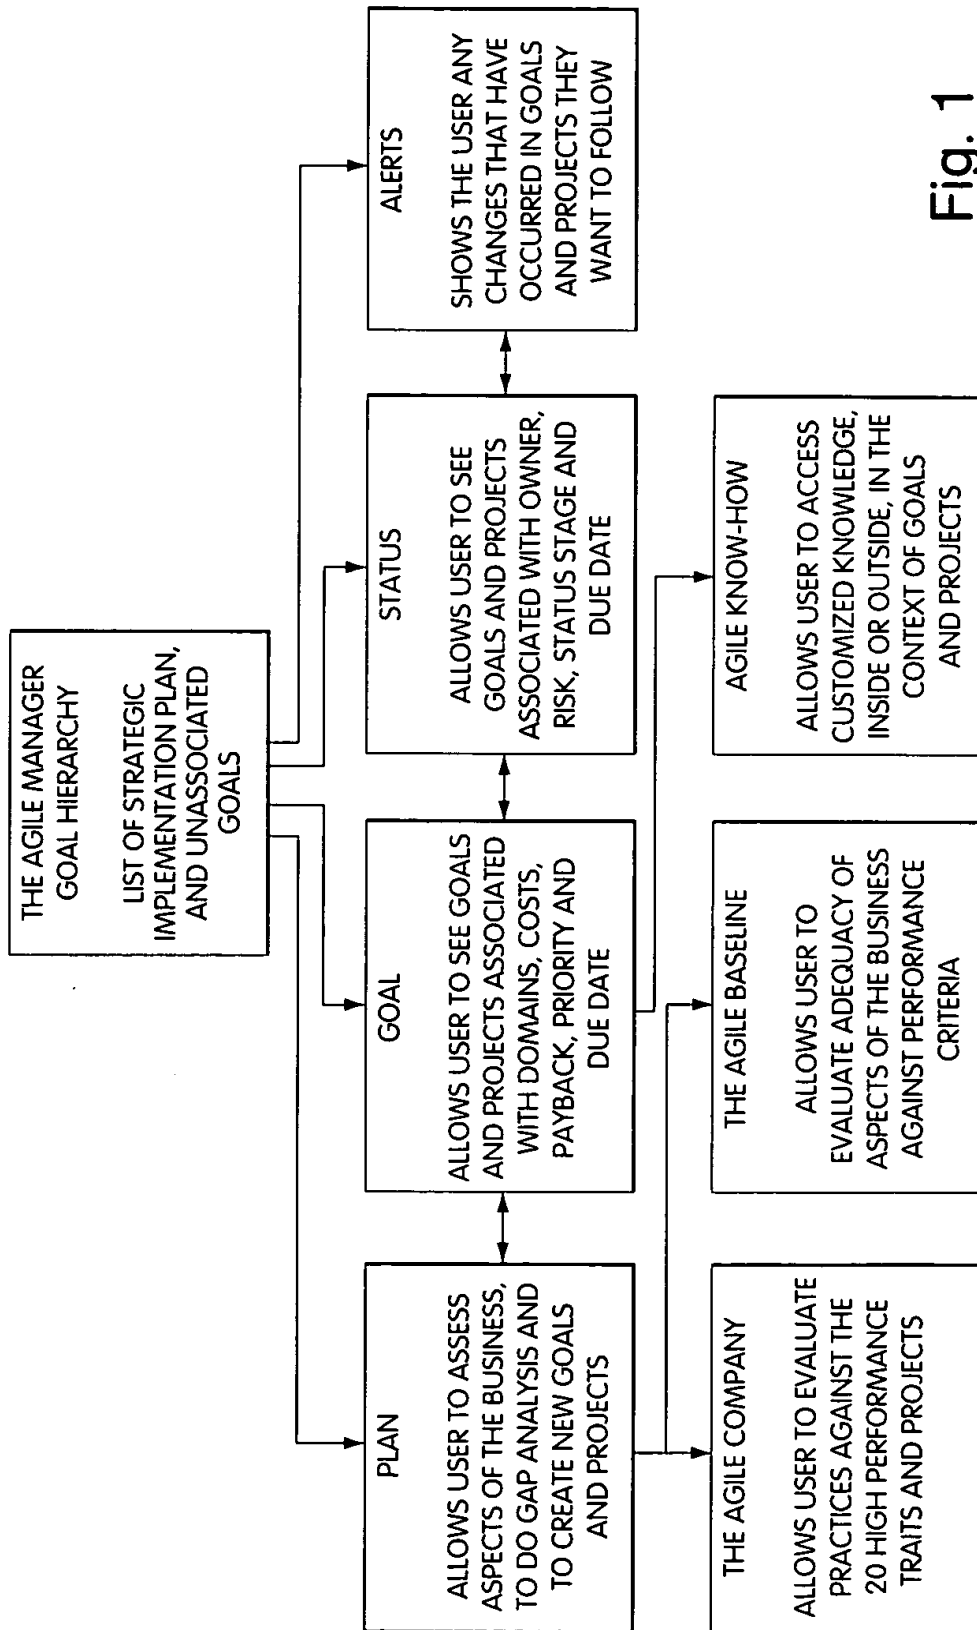 THE AGILE MANAGER
GOAL HIERARCHY
LIST OF STRATEGIC
IMPLEMENTATION PLAN,
AND UNASSOCIATED
GOALS
PLAN
ALLOWS USER TO ASSESS
ASPECTS OF THE BUSINESS,
TO DO GAP ANALYSIS AND
TO CREATE NEW GOALS
AND PROJECTS
GOAL
ALLOWS USER TO SEE GOALS
AND PROJECTS ASSOCIATED
WITH DOMAINS, COSTS,
PAYBACK, PRIORITY AND
DUE DATE
STATUS
ALLOWS USER TO SEE
GOALS AND PROJECTS
ASSOCIATED WITH OWNER,
RISK, STATUS STAGE AND
DUE DATE
ALERTS
SHOWS THE USER ANY
CHANGES THAT HAVE
OCCURRED IN GOALS
AND PROJECTS THEY
WANT TO FOLLOW
THE AGILE COMPANY
ALLOWS USER TO EVALUATE
PRACTICES AGAINST THE
20 HIGH PERFORMANCE
TRAITS AND PROJECTS
THE AGILE BASELINE
ALLOWS USER TO
EVALUATE ADEQUACY OF
ASPECTS OF THE BUSINESS
AGAINST PERFORMANCE
CRITERIA
AGILE KNOW-HOW
ALLOWS USER TO ACCESS
CUSTOMIZED KNOWLEDGE,
INSIDE OR OUTSIDE, IN THE
CONTEXT OF GOALS
AND PROJECTS
Fig. 1